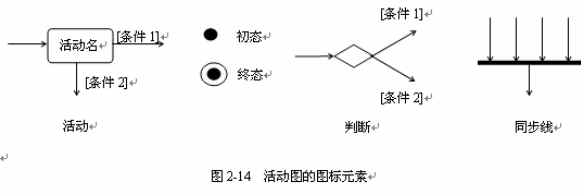 [条件 1]
活动名
[条件 1]
初态
[条件 2]
终态
[条件 2]
活动
判断
同步线
图 2-14 活动图的图标元素